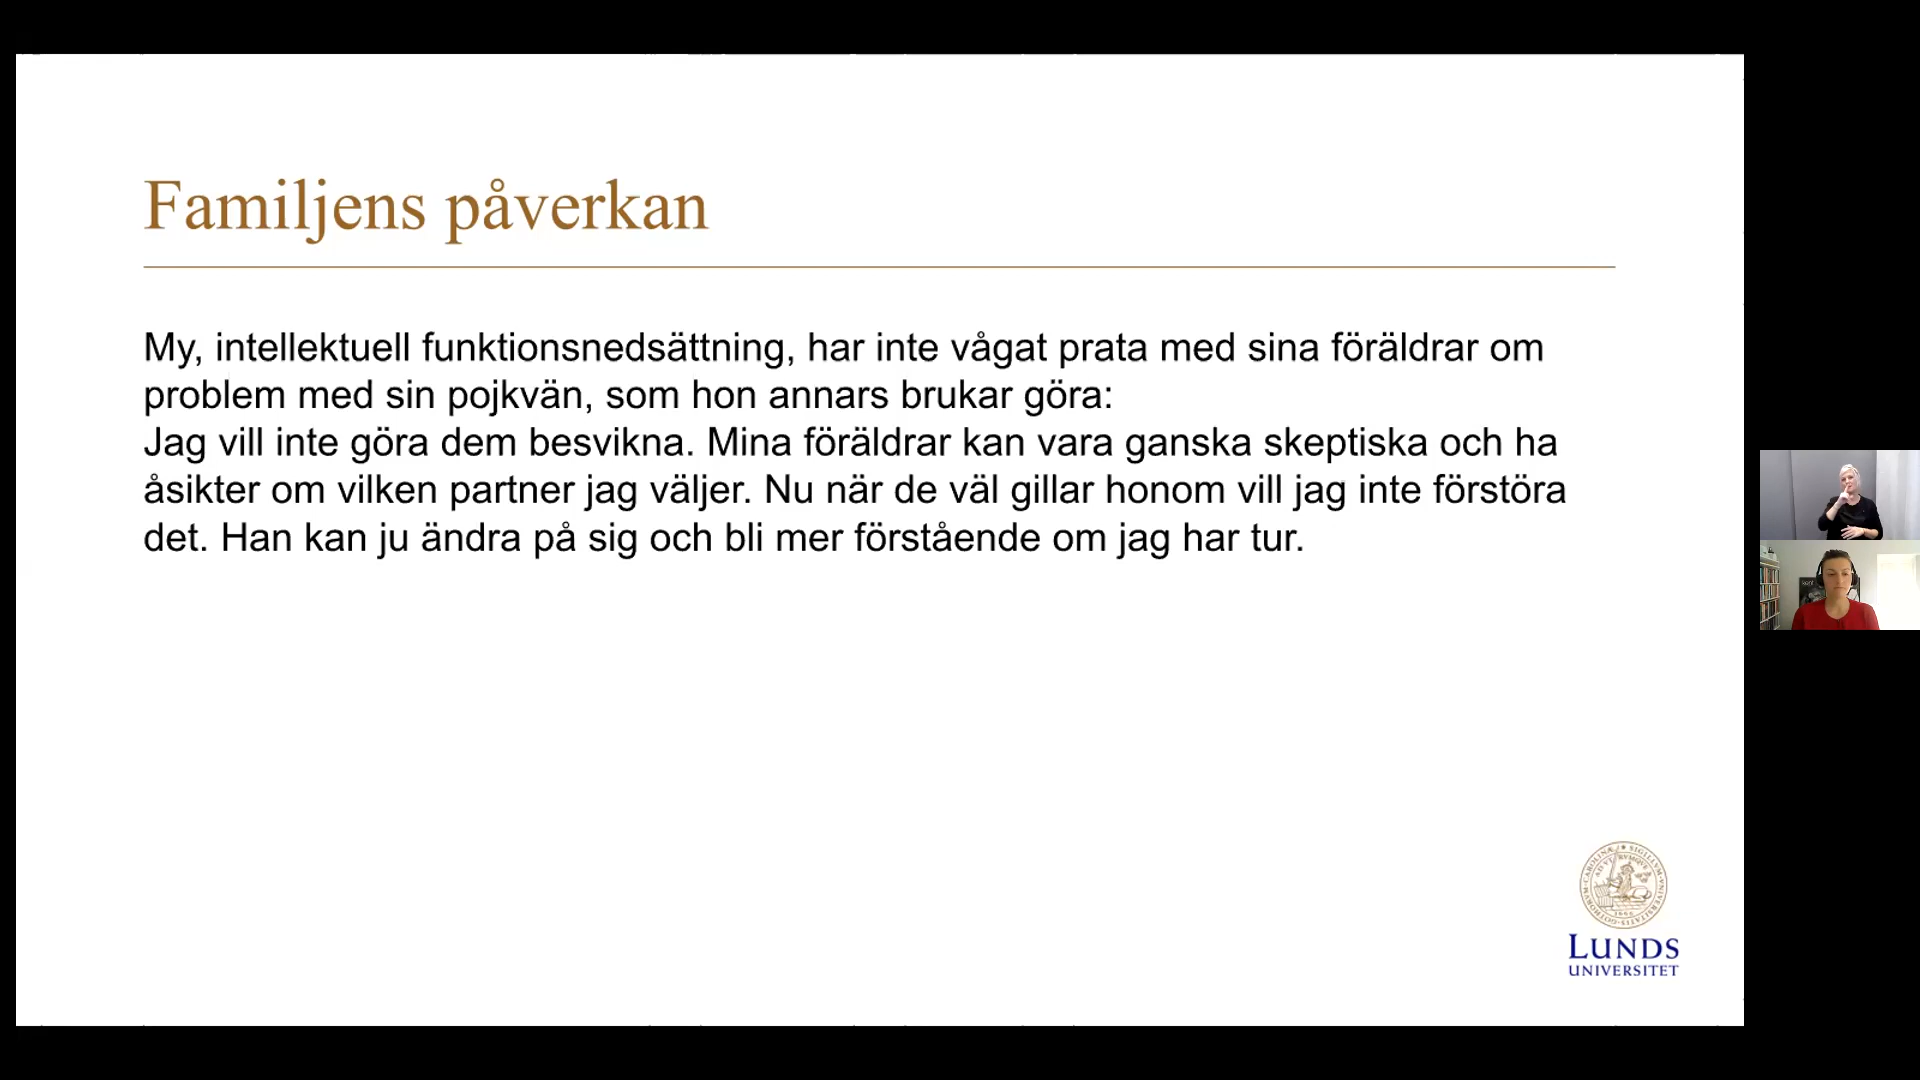 Familjens påverkan
My, intellektuell funktionsnedsättning, har inte vågat prata med sina föräldrar om
problem med sin pojkvän, som hon annars brukar göra:
Jag vill inte göra dem besvikna. Mina föräldrar kan vara ganska skeptiska och ha
åsikter om vilken partner jag väljer. Nu när de väl gillar honom vill jag inte förstöra
det. Han kan ju ändra på sig och bli mer förstående om jag har tur.
LUNDS
UNIVERSITET